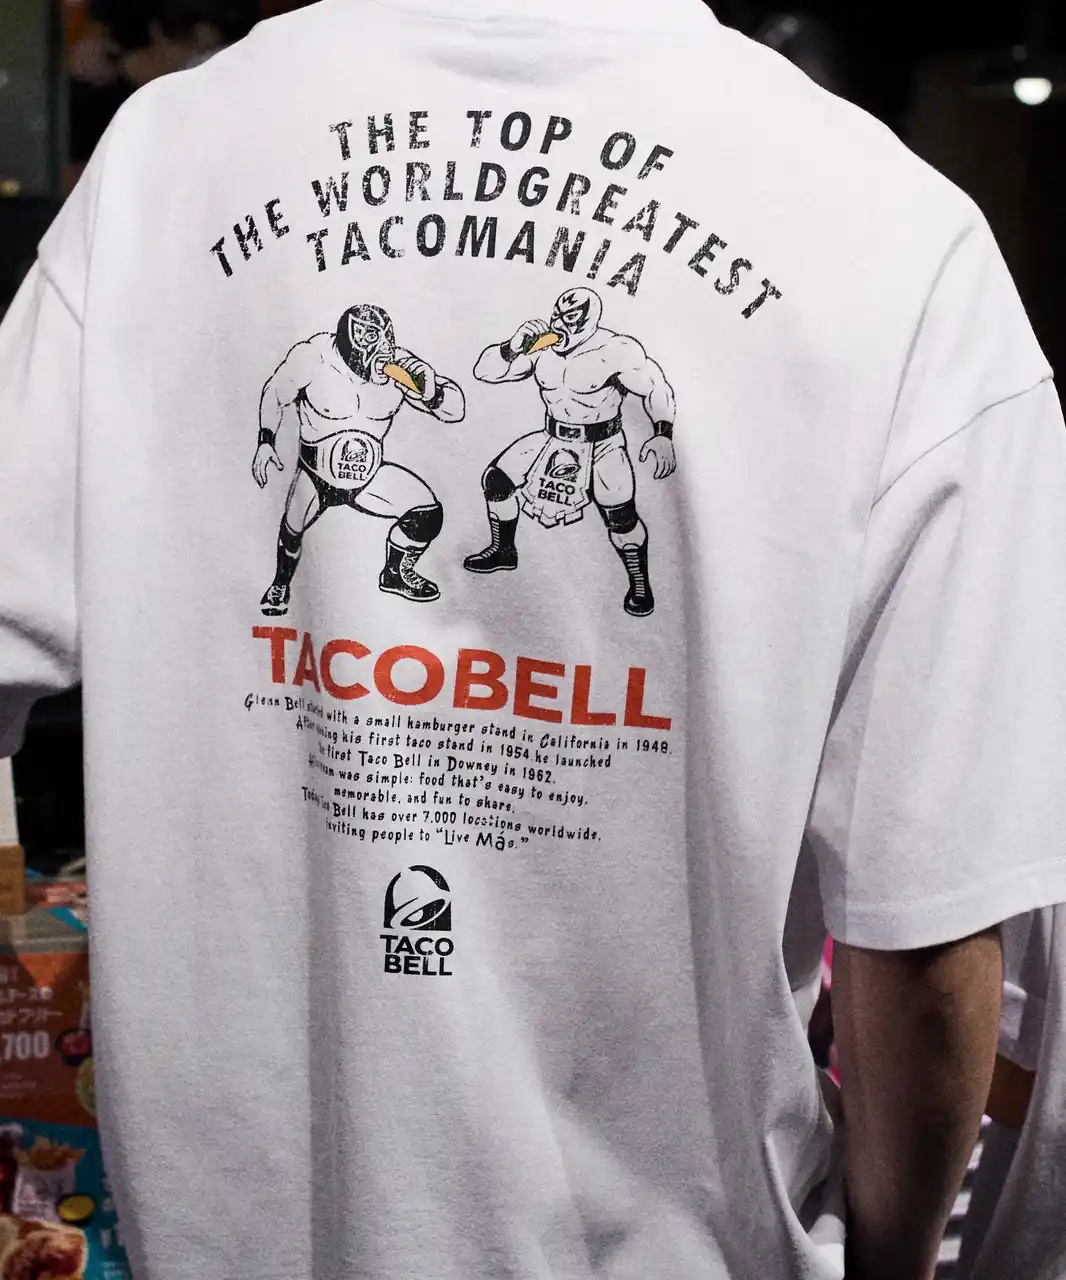 THE TOP OF
THE WORLDGREATEST
TACOMANIA
TACO
BELL
TACO
BELL
TACOBELL
Glenn Bell started with a small hamburger stand in California in 1948.
After his first taco stand in 1954 he launched
first Taco Bell in Downey in 1962.
was simple: food that's easy to enjoy,
memorable, and fun to share.
Today Bell has over 7.000 locations worldwide,
inviting people to "Live Más."
TACO
BELL
700